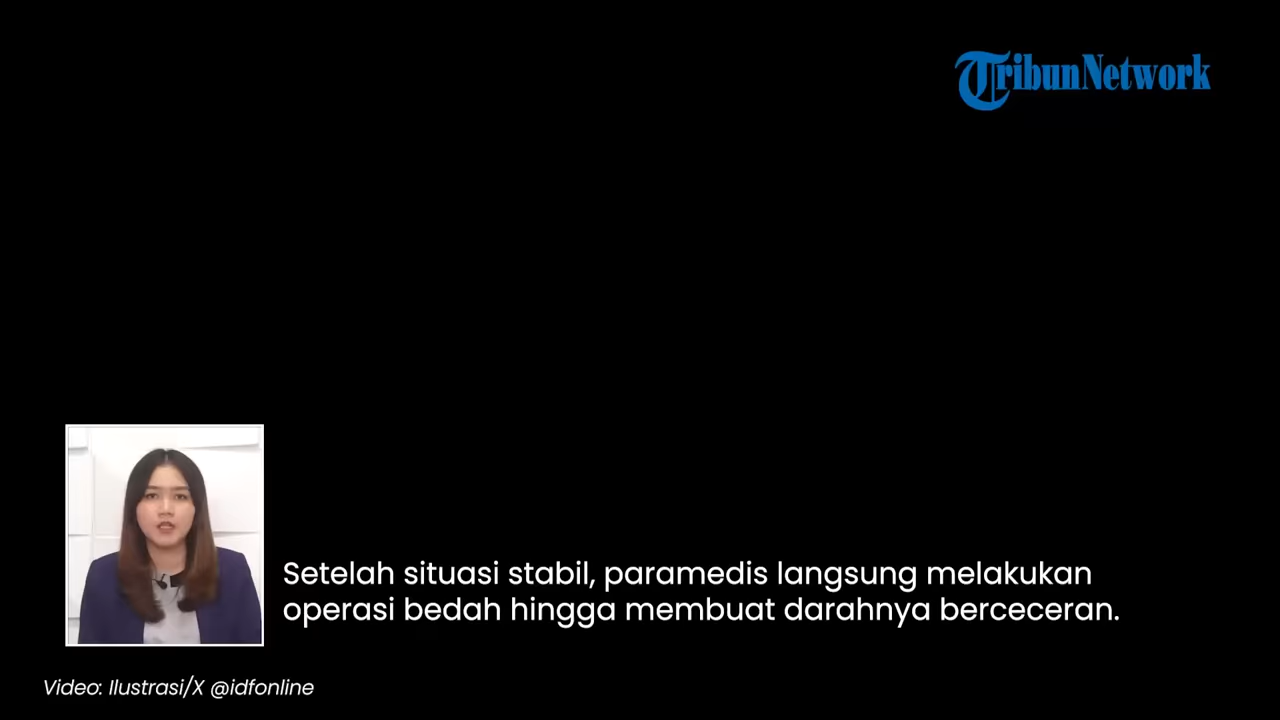 TribunNetwork
Setelah situasi stabil, paramedis langsung melakukan
operasi bedah hingga membuat darahnya berceceran.
Video: Ilustrasi/X @idfonline